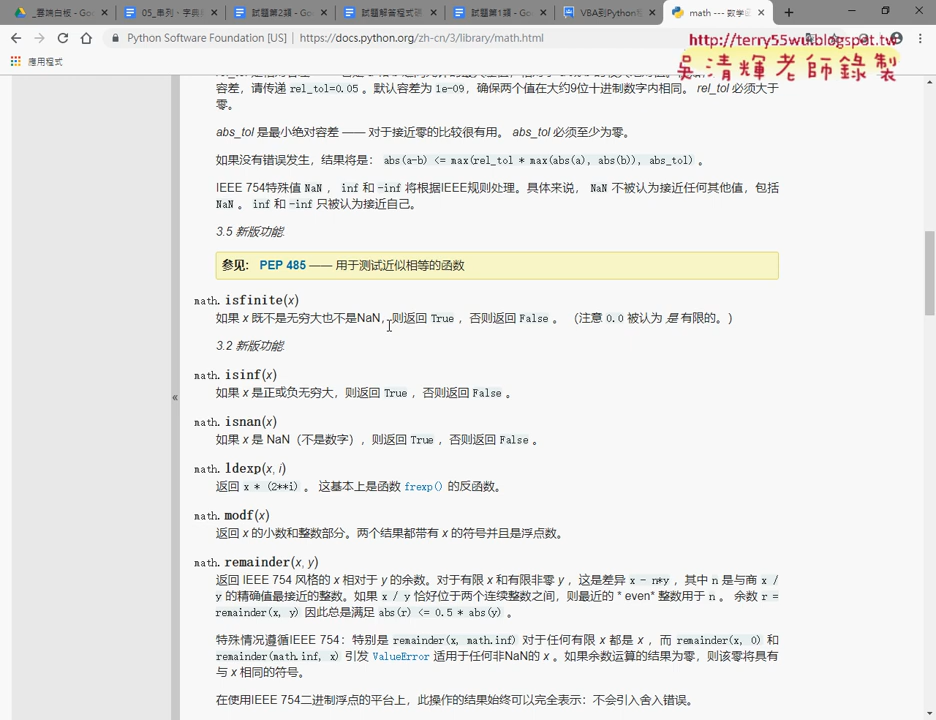 _雲端白板 - Goo
05_串列、字典與
試題第2類 - Goo
試題解答程式碼
試題第1類 - Goo
VBA到Python程
math --- 数学函
Python Software Foundation [US] | https://docs.python.org/zh-cn/3/library/math.html
http://terry55wu.blogspot.tw
吳清輝老師錄製
應用程式
容差，请传递 rel_tol=0.05 。默认容差为 1e-09，确保两个值在大约9位十进制数字内相同。 rel_tol 必须大于
零。
abs_tol 是最小绝对容差 —— 对于接近零的比较很有用。 abs_tol 必须至少为零。
如果没有错误发生，结果将是： abs(a-b) <= max(rel_tol * max(abs(a), abs(b)), abs_tol) 。
IEEE 754特殊值 NaN ， inf 和 -inf 将根据IEEE规则处理。具体来说， NaN 不被认为接近任何其他值，包括
NaN 。 inf 和 -inf 只被认为接近自己。
3.5 新版功能.
参见： PEP 485 —— 用于测试近似相等的函数
math. isfinite(x)
如果 x 既不是无穷大也不是NaN，则返回 True ，否则返回 False 。 （注意 0.0 被认为 是 有限的。）
3.2 新版功能.
math. isinf(x)
如果 x 是正或负无穷大，则返回 True ，否则返回 False 。
math. isnan(x)
如果 x 是 NaN（不是数字），则返回 True ，否则返回 False 。
math. ldexp(x, i)
返回 x * (2**i) 。 这基本上是函数 frexp() 的反函数。
math. modf(x)
返回 x 的小数和整数部分。两个结果都带有 x 的符号并且是浮点数。
math. remainder(x, y)
返回 IEEE 754 风格的 x 相对于 y 的余数。对于有限 x 和有限非零 y ，这是差异 x - n*y ，其中 n 是与商 x /
y 的精确值最接近的整数。如果 x / y 恰好位于两个连续整数之间，则最近的 * even* 整数用于 n 。 余数 r =
remainder(x, y) 因此总是满足 abs(r) <= 0.5 * abs(y) 。
特殊情况遵循IEEE 754：特别是 remainder(x, math.inf) 对于任何有限 x 都是 x ，而 remainder(x, 0) 和
remainder(math.inf, x) 引发 ValueError 适用于任何非NaN的 x 。如果余数运算的结果为零，则该零将具有
与 x 相同的符号。
在使用IEEE 754二进制浮点的平台上，此操作的结果始终可以完全表示：不会引入舍入错误。